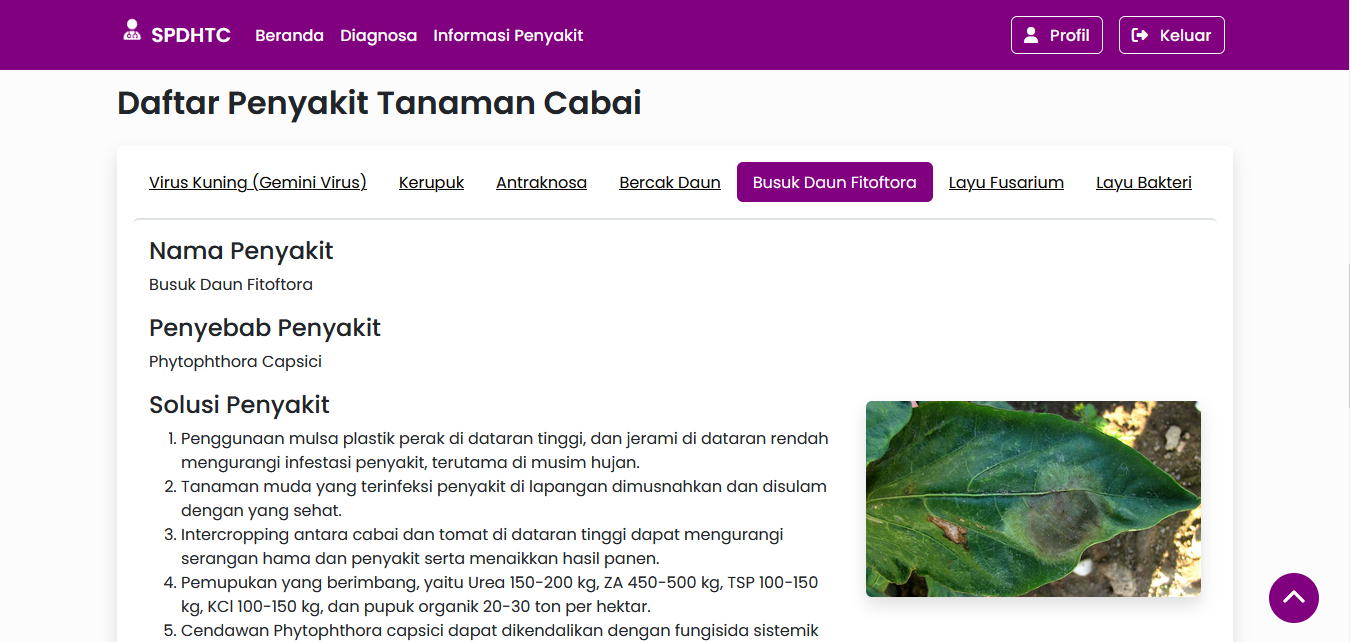 SPDHTC Beranda Diagnosa Informasi Penyakit Profil Keluar
Daftar Penyakit Tanaman Cabai
Virus Kuning (Gemini Virus) Kerupuk Antraknosa Bercak Daun Busuk Daun Fitoftora Layu Fusarium Layu Bakteri
Nama Penyakit
Busuk Daun Fitoftora
Penyebab Penyakit
Phytophthora Capsici
Solusi Penyakit
1. Penggunaan mulsa plastik perak di dataran tinggi, dan jerami di dataran rendah
mengurangi infestasi penyakit, terutama di musim hujan.
2. Tanaman muda yang terinfeksi penyakit di lapangan dimusnahkan dan disulam
dengan yang sehat.
3. Intercropping antara cabai dan tomat di dataran tinggi dapat mengurangi
serangan hama dan penyakit serta menaikkan hasil panen.
4. Pemupukan yang berimbang, yaitu Urea 150-200 kg, ZA 450-500 kg, TSP 100-150
kg, KCl 100-150 kg, dan pupuk organik 20-30 ton per hektar.
5. Cendawan Phytophthora capsici dapat dikendalikan dengan fungisida sistemik